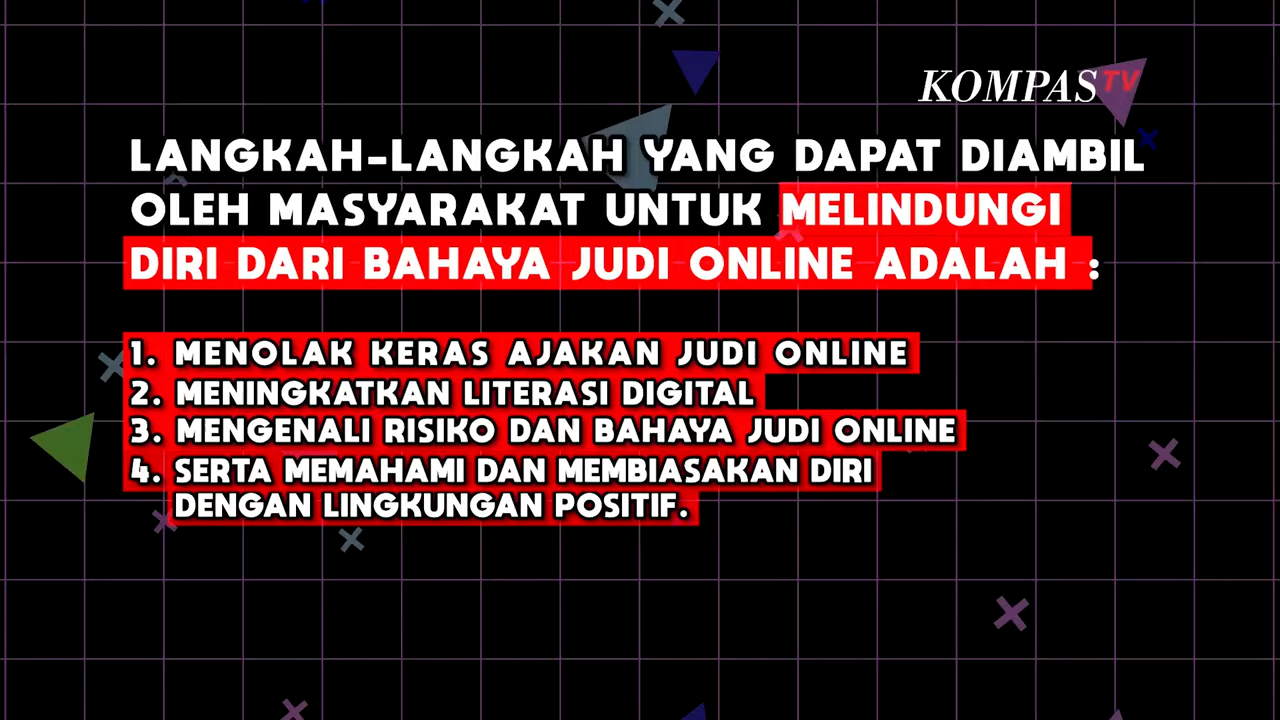 KOMPASTV
LANGKAH-LANGKAH YANG DAPAT DIAMBIL
OLEH MASYARAKAT UNTUK MELINDUNGI
DIRI DARI BAHAYA JUDI ONLINE ADALAH :
1. MENOLAK KERAS AJAKAN JUDI ONLINE
2. MENINGKATKAN LITERASI DIGITAL
3. MENGENALI RISIKO DAN BAHAYA JUDI ONLINE
4. SERTA MEMAHAMI DAN MEMBIASAKAN DIRI
DENGAN LINGKUNGAN POSITIF.